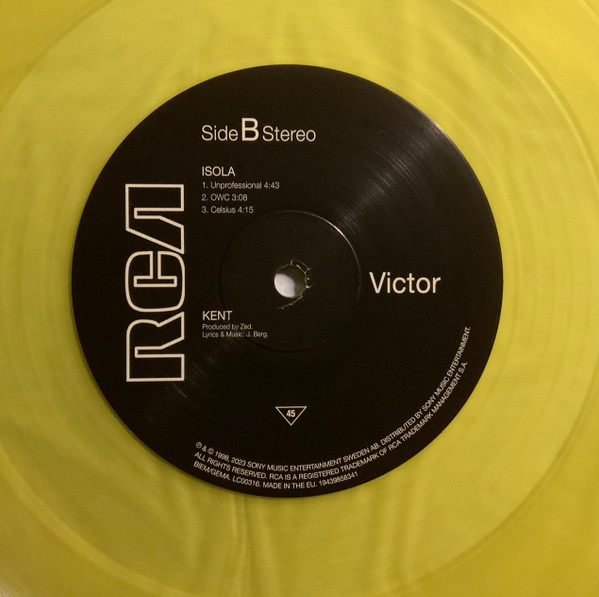 Side B Stereo
ISOLA
1. Unprofessional 4:43
2. OWC 3:08
3. Celsius 4:15
RCA
Victor
KENT
Produced by Zed.
Lyrics & Music: J. Berg.
45
℗ & © 1998, 2023 SONY MUSIC ENTERTAINMENT SWEDEN AB. DISTRIBUTED BY SONY MUSIC ENTERTAINMENT.
ALL RIGHTS RESERVED. RCA IS A REGISTERED TRADEMARK OF RCA TRADEMARK MANAGEMENT S.A.
BIEM/GEMA, LC00316. MADE IN THE EU. 19439858341